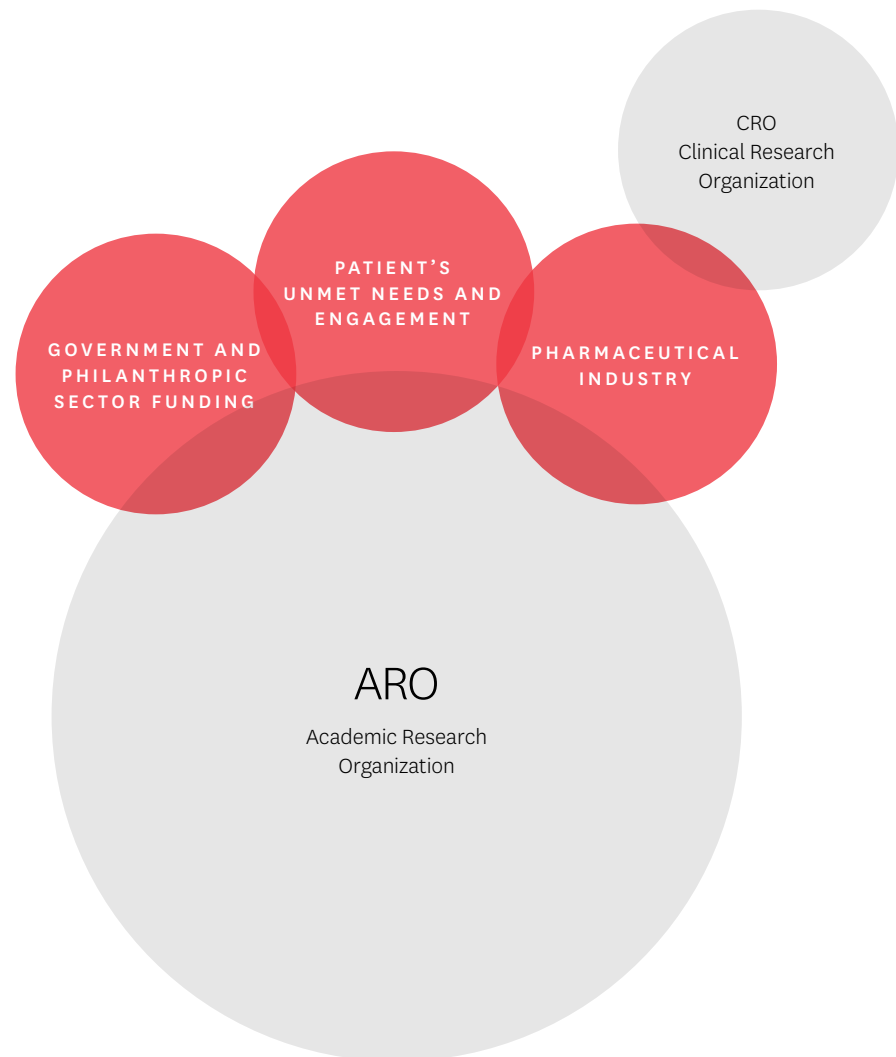 CRO
Clinical Research
Organization
PATIENT’S
UNMET NEEDS AND
ENGAGEMENT
GOVERNMENT AND
PHILANTHROPIC
SECTOR FUNDING
PHARMACEUTICAL
INDUSTRY
ARO
Academic Research
Organization